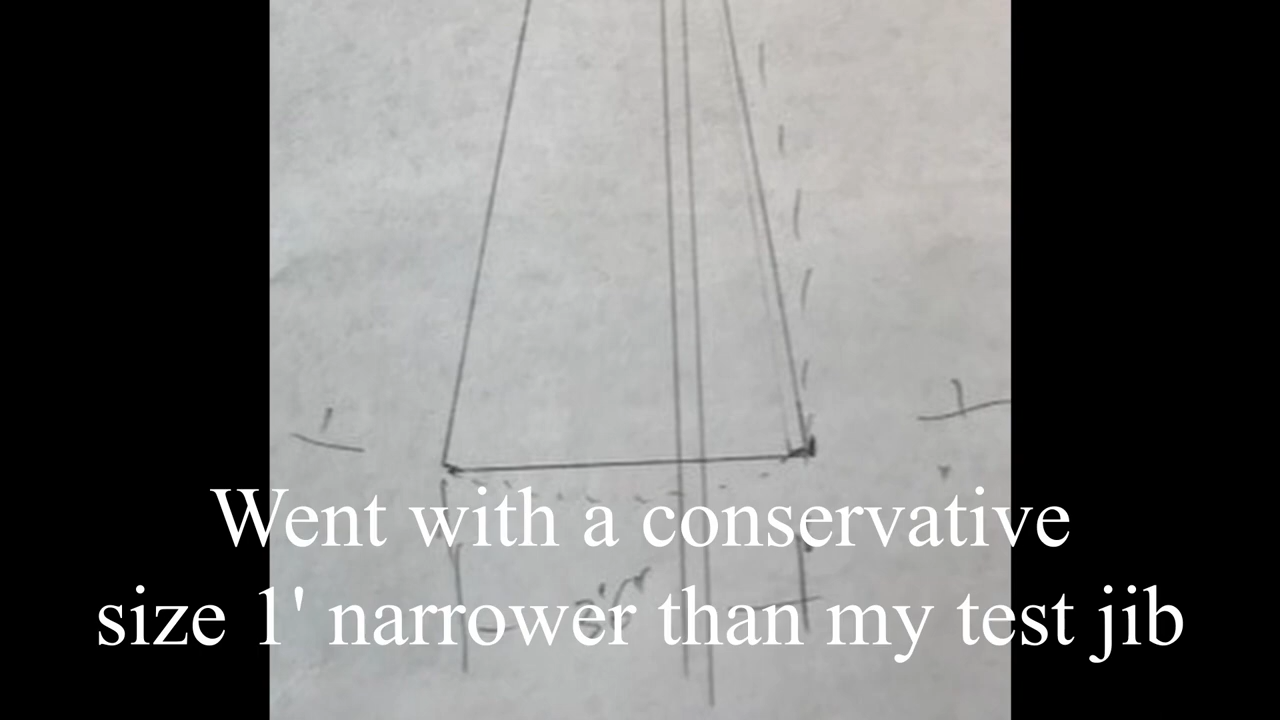 Went with a conservative
size 1' narrower than my test jib